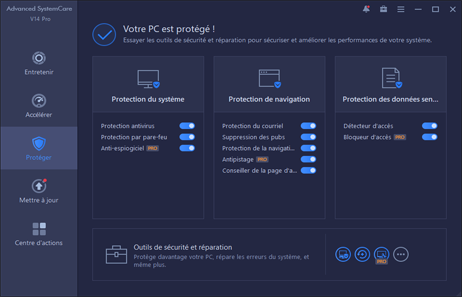 Advanced SystemCare
V14 Pro
Votre PC est protégé !
Essayer les outils de sécurité et réparation pour sécuriser et améliorer les performances de votre système.
Entretenir
Accélérer
Protéger
Mettre à jour
Centre d'actions
Protection du système
Protection antivirus
Protection par pare-feu
Anti-espiogiciel PRO
Protection de navigation
Protection du courriel
Suppression des pubs
Protection de la navigati...
Antipistage PRO
Conseiller de la page d'a...
Protection des données sen...
Détecteur d'accès
Bloqueur d'accès PRO
Outils de sécurité et réparation
Protège davantage votre PC, répare les erreurs du système, et
même plus.
PRO